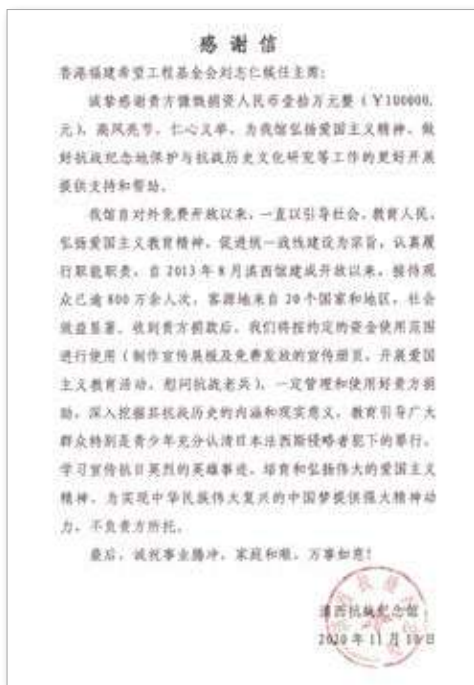 感谢信
香港福建希望工程基金会刘志仁候任主席:
诚挚感谢贵方慷慨捐资人民币壹拾万元整(¥100000.
元)。高风亮节,仁心义举,为我馆弘扬爱国主义精神、做
好抗战纪念地保护与抗战历史文化研究等工作的更好开展
提供支持和帮助。
我馆自对外免费开放以来,一直以引导社会、教育人民、
弘扬爱国主义教育精神、促进统一战线建设为宗旨,认真履
行职能职责,自2013年8月滇西馆建成开放以来,接待观
众已逾800万余人次,客源地来自20个国家和地区,社会
效益显著。收到贵方捐款后,我们将按约定的资金使用范围
进行使用(制作宣传展板及免费发放的宣传册页、开展爱国
主义教育活动、慰问抗战老兵),一定管理和使用好贵方捐
助,深入挖掘其抗战历史的内涵和现实意义,教育引导广大
群众特别是青少年充分认清日本法西斯侵略者犯下的罪行,
学习宣传抗日英烈的英雄事迹,培育和弘扬伟大的爱国主义
精神,为实现中华民族伟大复兴的中国梦提供强大精神动
力,不负贵方所托。
最后,诚祝事业腾冲,家庭和顺,万事如意!
滇西抗战纪念馆
2020年11月10日